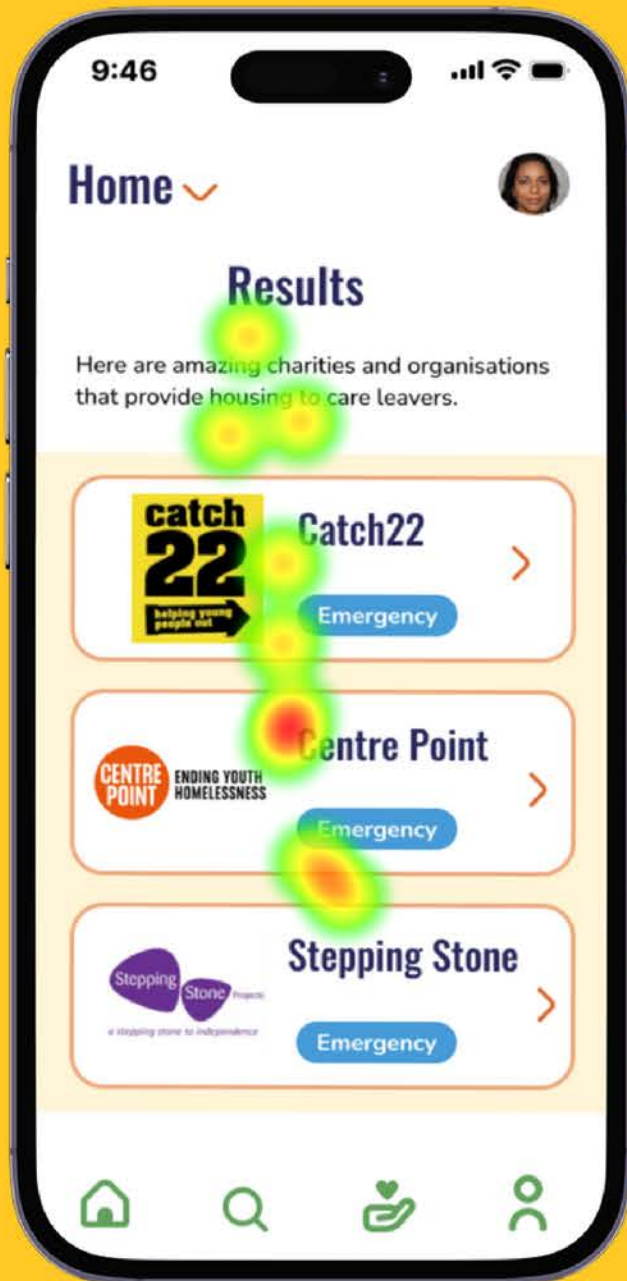 9:46
Home
Results
Here are amazing charities and organisations
that provide housing to care leavers.
catch
22
helping young
people out
Catch22
Emergency
CENTRE
POINT
ENDING YOUTH
HOMELESSNESS
Centre Point
Emergency
Stepping
Stone Projects
a stepping stone to independence
Stepping Stone
Emergency